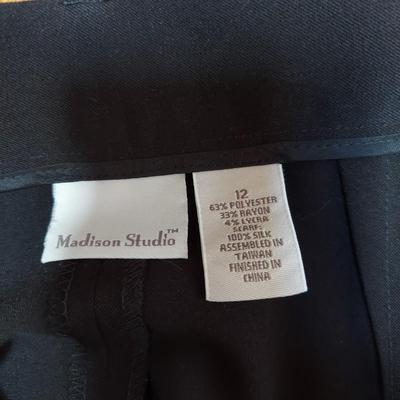 Madison Studio™
12
63% POLYESTER
33% RAYON
4% LYCRA
SCARF:
100% SILK
ASSEMBLED IN
TAIWAN
FINISHED IN
CHINA